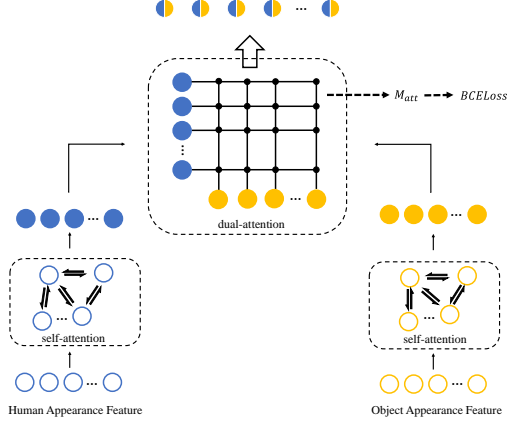 ...
M_att
BCELoss
...
...
dual-attention
...
...
...
...
self-attention
self-attention
...
...
Human Appearance Feature
Object Appearance Feature